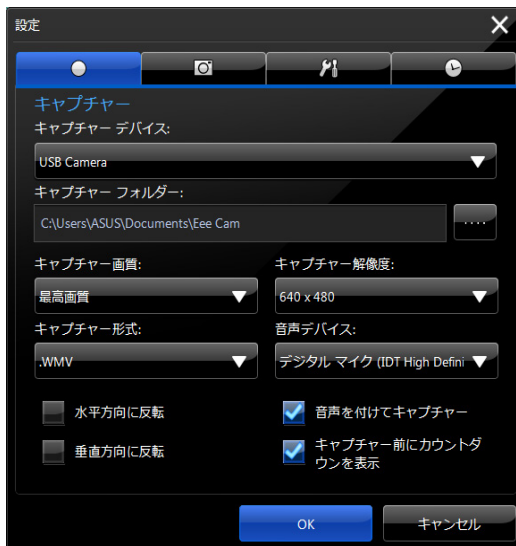 設定
キャプチャー
キャプチャー デバイス:
USB Camera
キャプチャー フォルダー:
C:\Users\ASUS\Documents\Eee Cam
....
キャプチャー画質:
キャプチャー解像度:
最高画質
640 x 480
キャプチャー形式:
音声デバイス:
.WMV
デジタル マイク (IDT High Defini
水平方向に反転
音声を付けてキャプチャー
垂直方向に反転
キャプチャー前にカウントダ
ウンを表示
OK
キャンセル